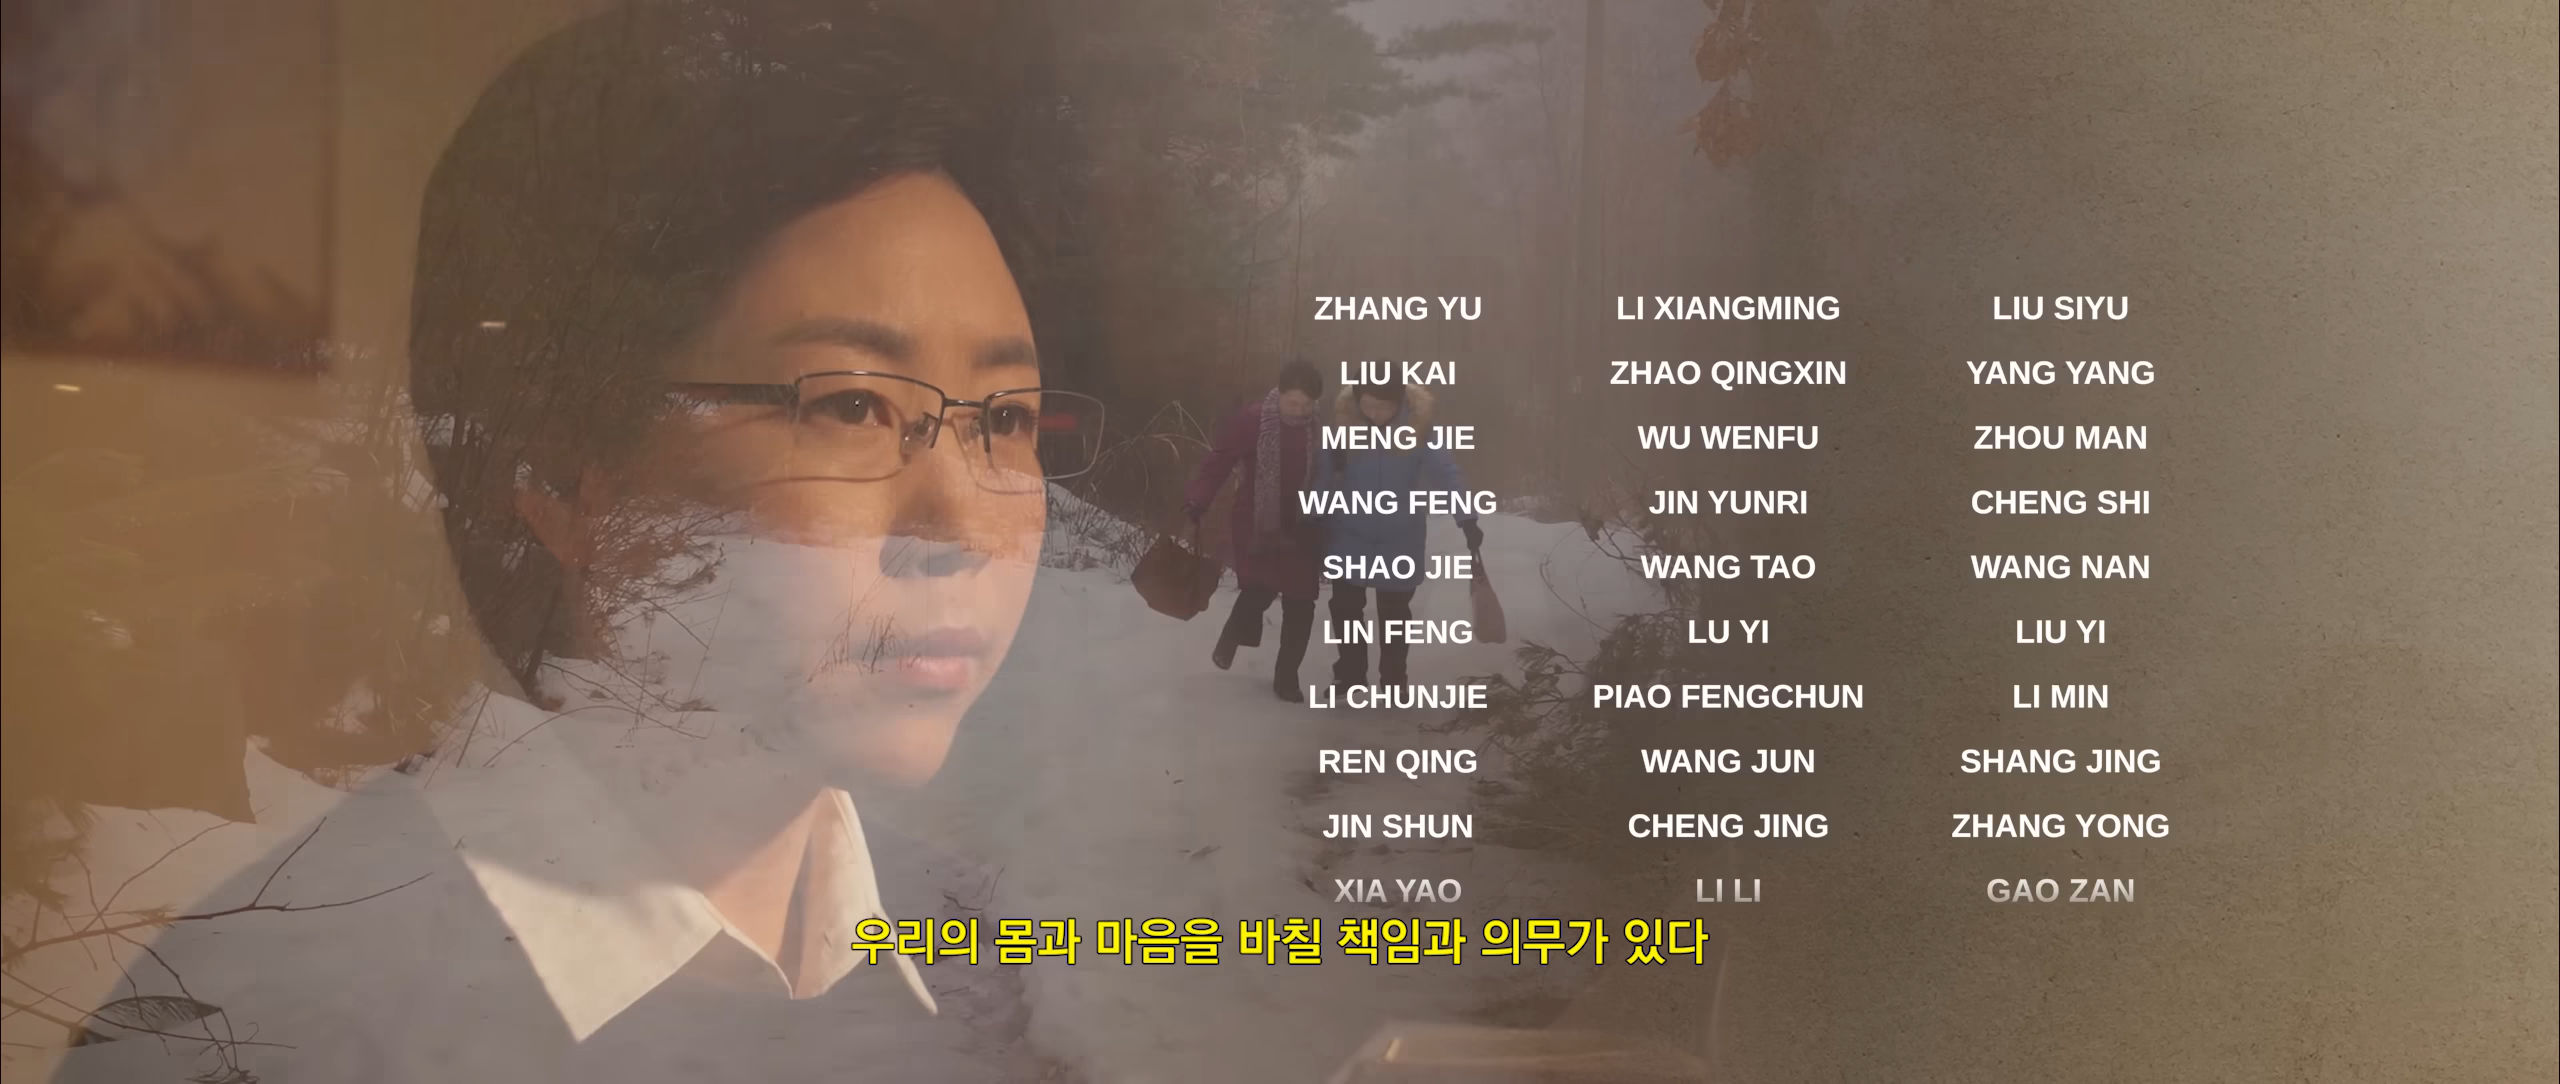 ZHANG YU LI XIANGMING LIU SIYU
LIU KAI ZHAO QINGXIN YANG YANG
MENG JIE WU WENFU ZHOU MAN
WANG FENG JIN YUNRI CHENG SHI
SHAO JIE WANG TAO WANG NAN
LIN FENG LU YI LIU YI
LI CHUNJIE PIAO FENGCHUN LI MIN
REN QING WANG JUN SHANG JING
JIN SHUN CHENG JING ZHANG YONG
XIA YAO LI LI GAO ZAN
우리의 몸과 마음을 바칠 책임과 의무가 있다